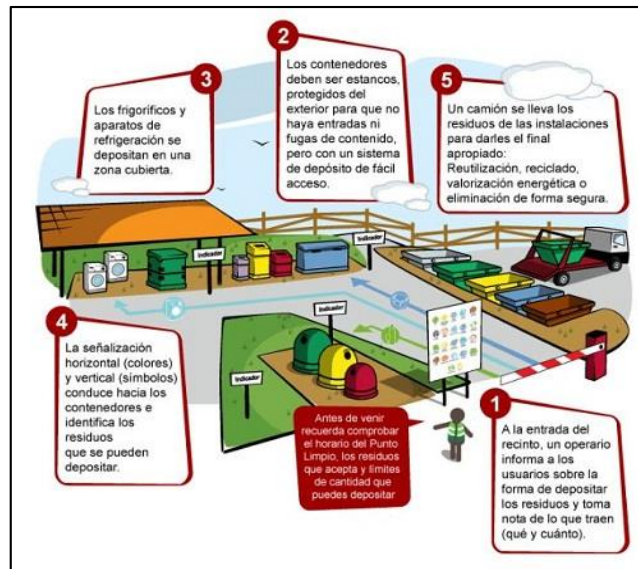 1
A la entrada del
recinto, un operario
informa a los
usuarios sobre la
forma de depositar
los residuos y toma
nota de lo que traen
(qué y cuánto).
2
Los contenedores
deben ser estancos,
protegidos del
exterior para que no
haya entradas ni
fugas de contenido,
pero con un sistema
de depósito de fácil
acceso.
3
Los frigoríficos y
aparatos de
refrigeración se
depositan en una
zona cubierta.
4
La señalización
horizontal (colores)
y vertical (símbolos)
conduce hacia los
contenedores e
identifica los
residuos
que se pueden
depositar.
5
Un camión se lleva los
residuos de las instalaciones
para darles el final
apropiado:
Reutilización, reciclado,
valorización energética o
eliminación de forma segura.
Indicador
Indicador
Indicador
Indicador
Antes de venir
recuerda comprobar
el horario del Punto
Limpio, los residuos
que acepta y límites
de cantidad que
puedes depositar